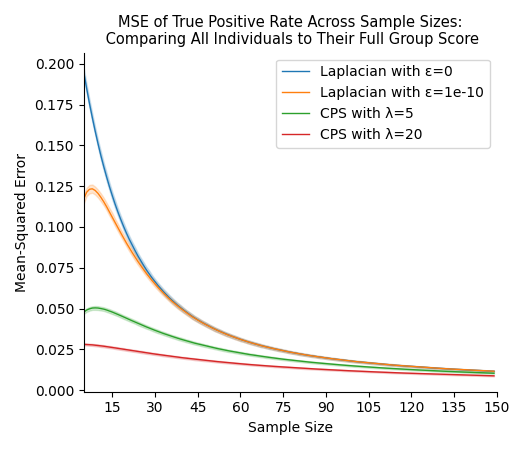 MSE of True Positive Rate Across Sample Sizes:
Comparing All Individuals to Their Full Group Score
Laplacian with ε=0
Laplacian with ε=1e-10
CPS with λ=5
CPS with λ=20
Mean-Squared Error
0.200
0.175
0.150
0.125
0.100
0.075
0.050
0.025
0.000
15 30 45 60 75 90 105 120 135 150
Sample Size